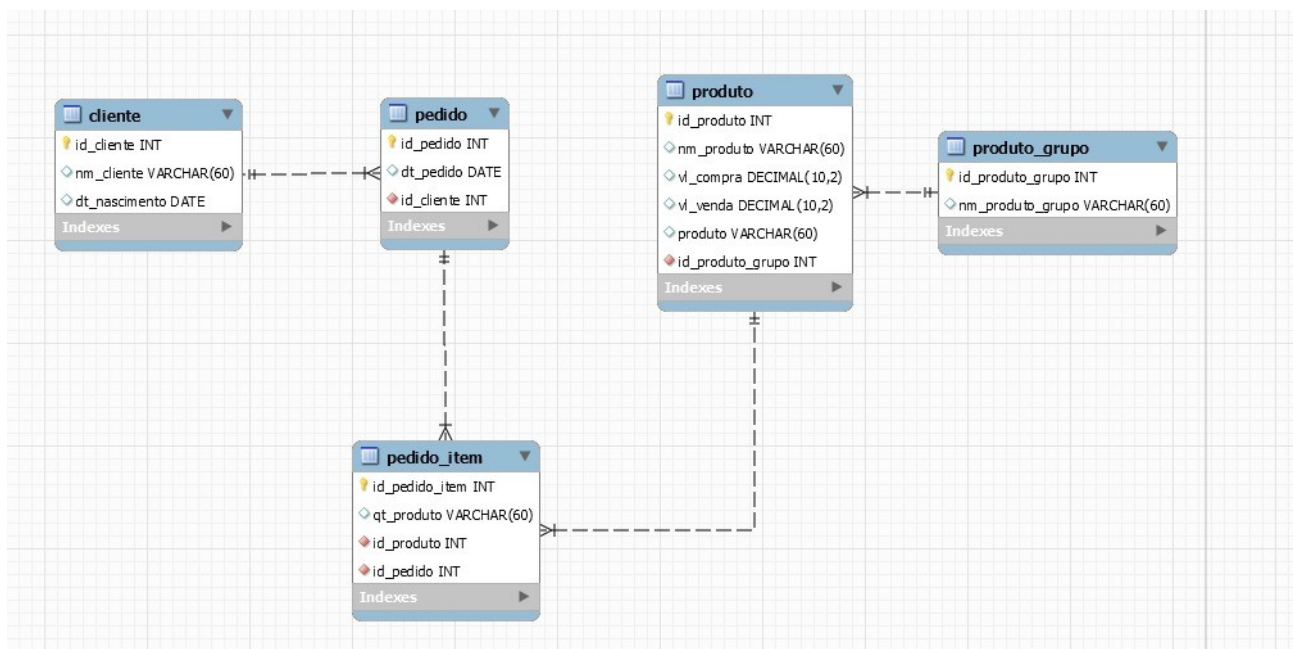 cliente
id_cliente INT
nm_cliente VARCHAR(60)
dt_nascimento DATE
Indexes
pedido
id_pedido INT
dt_pedido DATE
id_cliente INT
Indexes
produto
id_produto INT
nm_produto VARCHAR(60)
vl_compra DECIMAL(10,2)
vl_venda DECIMAL(10,2)
produto VARCHAR(60)
id_produto_grupo INT
Indexes
produto_grupo
id_produto_grupo INT
nm_produto_grupo VARCHAR(60)
Indexes
pedido_item
id_pedido_item INT
qt_produto VARCHAR(60)
id_produto INT
id_pedido INT
Indexes